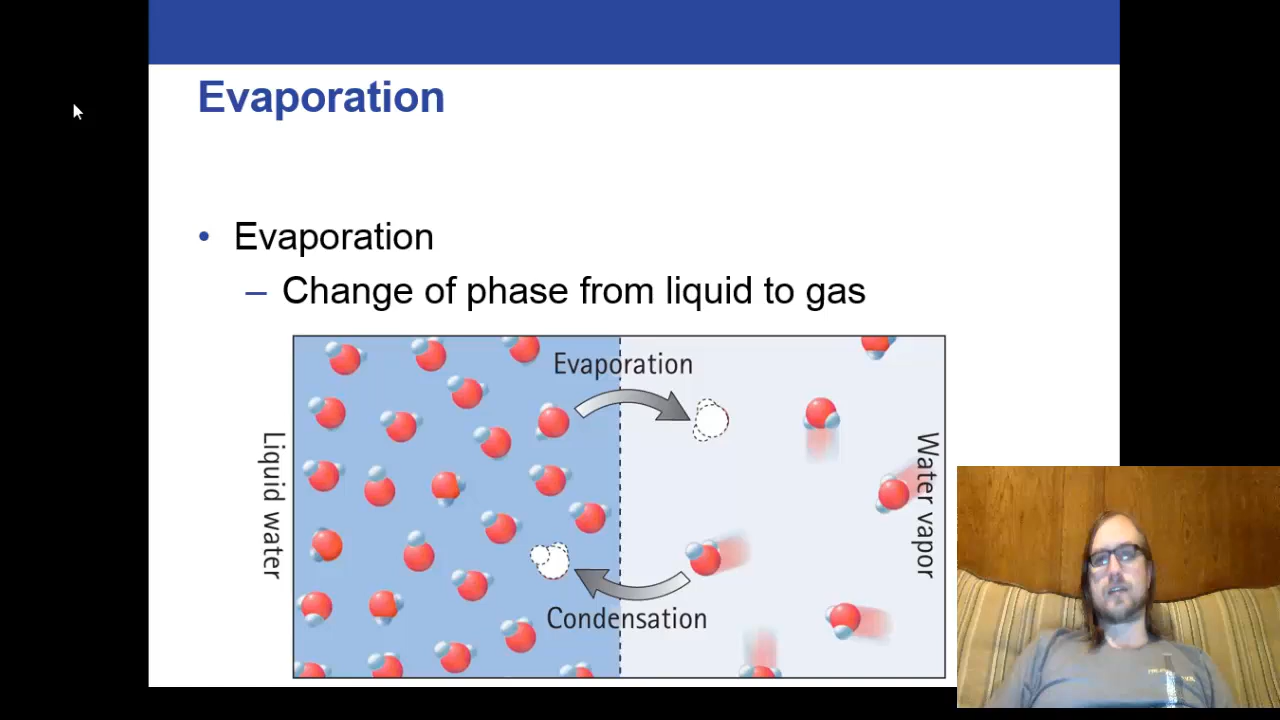 Evaporation
• Evaporation
– Change of phase from liquid to gas
Evaporation
Liquid water
Water vapor
Condensation